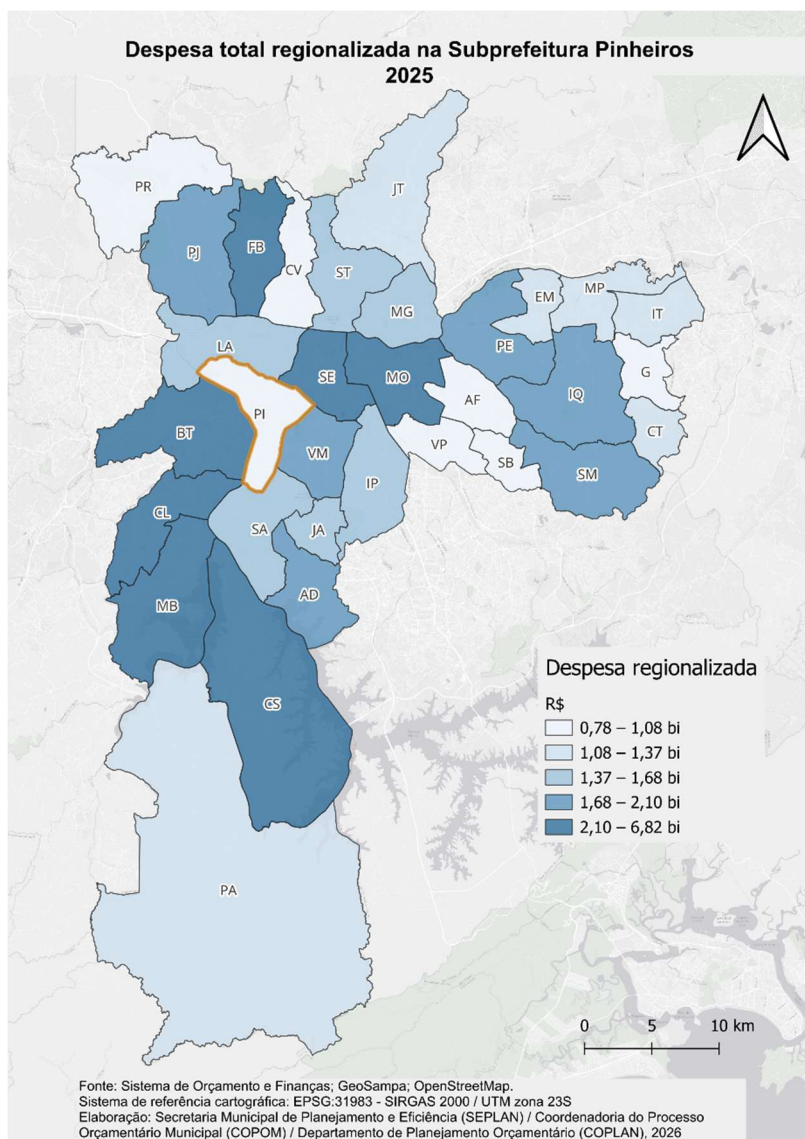 Despesa total regionalizada na Subprefeitura Pinheiros
2025
PR
JT
PJ
FB
CV
ST
MG
EM
MP
IT
LA
PE
SE
MO
IQ
G
AF
PI
BT
VM
VP
SB
CT
SM
IP
CL
SA
JA
AD
MB
CS
PA
Despesa regionalizada
R$
0,78 – 1,08 bi
1,08 – 1,37 bi
1,37 – 1,68 bi
1,68 – 2,10 bi
2,10 – 6,82 bi
0 5 10 km
Fonte: Sistema de Orçamento e Finanças; GeoSampa; OpenStreetMap.
Sistema de referência cartográfica: EPSG:31983 - SIRGAS 2000 / UTM zona 23S
Elaboração: Secretaria Municipal de Planejamento e Eficiência (SEPLAN) / Coordenadoria do Processo
Orçamentário Municipal (COPOM) / Departamento de Planejamento Orçamentário (COPLAN), 2026